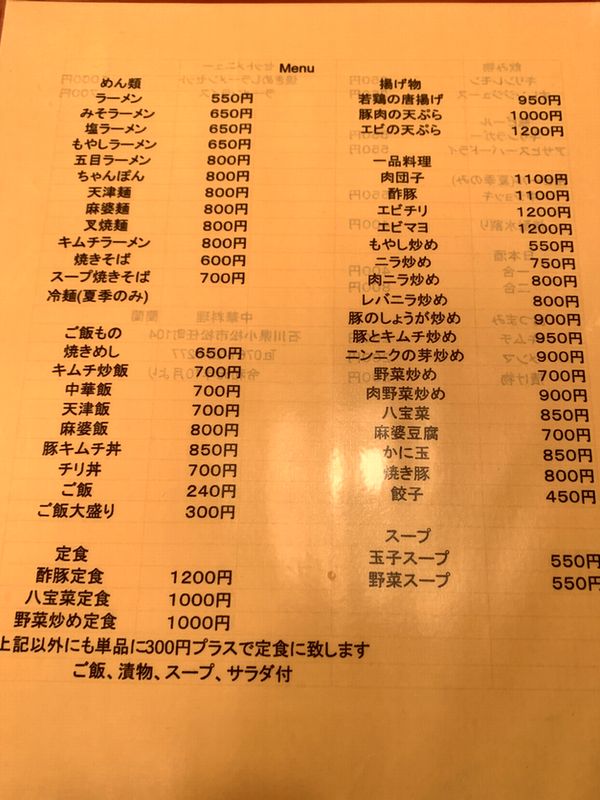 Menu
めん類
ラーメン 550円
みそラーメン 650円
塩ラーメン 650円
もやしラーメン 650円
五目ラーメン 800円
ちゃんぽん 800円
天津麺 800円
麻婆麺 800円
叉焼麺 800円
キムチラーメン 800円
焼きそば 600円
スープ焼きそば 700円
冷麺(夏季のみ)
ご飯もの
焼きめし 650円
キムチ炒飯 700円
中華飯 700円
天津飯 700円
麻婆飯 800円
豚キムチ丼 850円
チリ丼 700円
ご飯 240円
ご飯大盛り 300円
定食
酢豚定食 1200円
八宝菜定食 1000円
野菜炒め定食 1000円
上記以外にも単品に300円プラスで定食に致します
ご飯、漬物、スープ、サラダ付
揚げ物
若鶏の唐揚げ 950円
豚肉の天ぷら 1000円
エビの天ぷら 1200円
一品料理
肉団子 1100円
酢豚 1100円
エビチリ 1200円
エビマヨ 1200円
もやし炒め 550円
ニラ炒め 750円
肉ニラ炒め 800円
レバニラ炒め 800円
豚のしょうが炒め 900円
豚とキムチ炒め 950円
ニンニクの芽炒め 900円
野菜炒め 700円
肉野菜炒め 900円
八宝菜 850円
麻婆豆腐 700円
かに玉 850円
焼き豚 800円
餃子 450円
スープ
玉子スープ 550円
野菜スープ 550円